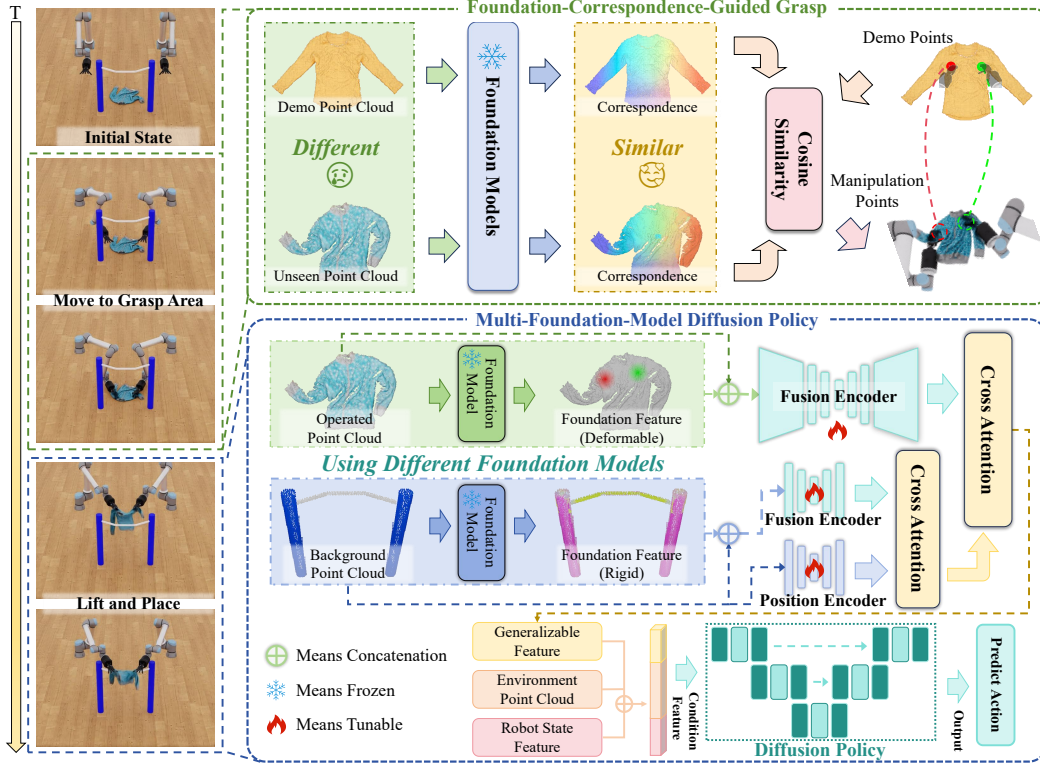 T
Initial State
Move to Grasp Area
Lift and Place
Foundation-Correspondence-Guided Grasp
Demo Point Cloud
Different
Unseen Point Cloud
Foundation Models
Correspondence
Similar
Correspondence
Cosine
Similarity
Demo Points
Manipulation
Points
Multi-Foundation-Model Diffusion Policy
Operated
Point Cloud
Foundation
Model
Foundation Feature
(Deformable)
Fusion Encoder
Cross Attention
Using Different Foundation Models
Background
Point Cloud
Foundation
Model
Foundation Feature
(Rigid)
Fusion Encoder
Position Encoder
Cross Attention
Means Concatenation
Means Frozen
Means Tunable
Generalizable
Feature
Environment
Point Cloud
Robot State
Feature
Condition
Feature
Diffusion Policy
Output
Predict Action